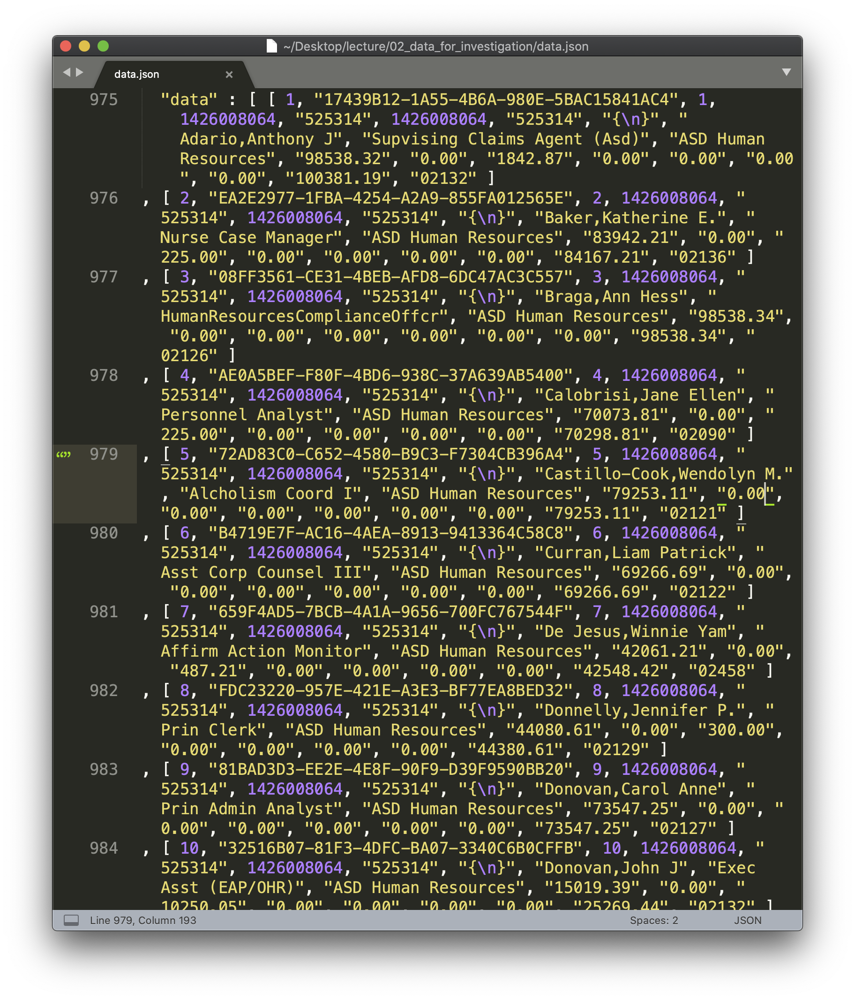 ~/Desktop/lecture/02_data_for_investigation/data.json
data.json ×
975 "data" : [ [ 1, "17439B12-1A55-4B6A-980E-5BAC15841AC4", 1,
1426008064, "525314", 1426008064, "525314", "{\n}", "
Adario,Anthony J", "Supvising Claims Agent (Asd)", "ASD Human
Resources", "98538.32", "0.00", "1842.87", "0.00", "0.00", "0.00
", "0.00", "100381.19", "02132" ]
976 , [ 2, "EA2E2977-1FBA-4254-A2A9-855FA012565E", 2, 1426008064, "
525314", 1426008064, "525314", "{\n}", "Baker,Katherine E.", "
Nurse Case Manager", "ASD Human Resources", "83942.21", "0.00", "
225.00", "0.00", "0.00", "0.00", "0.00", "84167.21", "02136" ]
977 , [ 3, "08FF3561-CE31-4BEB-AFD8-6DC47AC3C557", 3, 1426008064, "
525314", 1426008064, "525314", "{\n}", "Braga,Ann Hess", "
HumanResourcesComplianceOffcr", "ASD Human Resources", "98538.34",
"0.00", "0.00", "0.00", "0.00", "0.00", "0.00", "98538.34", "
02126" ]
978 , [ 4, "AE0A5BEF-F80F-4BD6-938C-37A639AB5400", 4, 1426008064, "
525314", 1426008064, "525314", "{\n}", "Calobrisi,Jane Ellen", "
Personnel Analyst", "ASD Human Resources", "70073.81", "0.00", "
225.00", "0.00", "0.00", "0.00", "0.00", "70298.81", "02090" ]
“” 979 , [ 5, "72AD83C0-C652-4580-B9C3-F7304CB396A4", 5, 1426008064, "
525314", 1426008064, "525314", "{\n}", "Castillo-Cook,Wendolyn M."
, "Alcholism Coord I", "ASD Human Resources", "79253.11", "0.00",
"0.00", "0.00", "0.00", "0.00", "0.00", "79253.11", "02121" ]
980 , [ 6, "B4719E7F-AC16-4AEA-8913-9413364C58C8", 6, 1426008064, "
525314", 1426008064, "525314", "{\n}", "Curran,Liam Patrick", "
Asst Corp Counsel III", "ASD Human Resources", "69266.69", "0.00",
"0.00", "0.00", "0.00", "0.00", "0.00", "69266.69", "02122" ]
981 , [ 7, "659F4AD5-7BCB-4A1A-9656-700FC767544F", 7, 1426008064, "
525314", 1426008064, "525314", "{\n}", "De Jesus,Winnie Yam", "
Affirm Action Monitor", "ASD Human Resources", "42061.21", "0.00",
"487.21", "0.00", "0.00", "0.00", "0.00", "42548.42", "02458" ]
982 , [ 8, "FDC23220-957E-421E-A3E3-BF77EA8BED32", 8, 1426008064, "
525314", 1426008064, "525314", "{\n}", "Donnelly,Jennifer P.", "
Prin Clerk", "ASD Human Resources", "44080.61", "0.00", "300.00",
"0.00", "0.00", "0.00", "0.00", "44380.61", "02129" ]
983 , [ 9, "81BAD3D3-EE2E-4E8F-90F9-D39F9590BB20", 9, 1426008064, "
525314", 1426008064, "525314", "{\n}", "Donovan,Carol Anne", "
Prin Admin Analyst", "ASD Human Resources", "73547.25", "0.00", "
0.00", "0.00", "0.00", "0.00", "0.00", "73547.25", "02127" ]
984 , [ 10, "32516B07-81F3-4DFC-BA07-3340C6B0CFFB", 10, 1426008064, "
525314", 1426008064, "525314", "{\n}", "Donovan,John J", "Exec
Asst (EAP/OHR)", "ASD Human Resources", "15019.39", "0.00", "
10250.05", "0.00", "0.00", "0.00", "0.00", "25269.44", "02132" ]
Line 979, Column 193 Spaces: 2 JSON